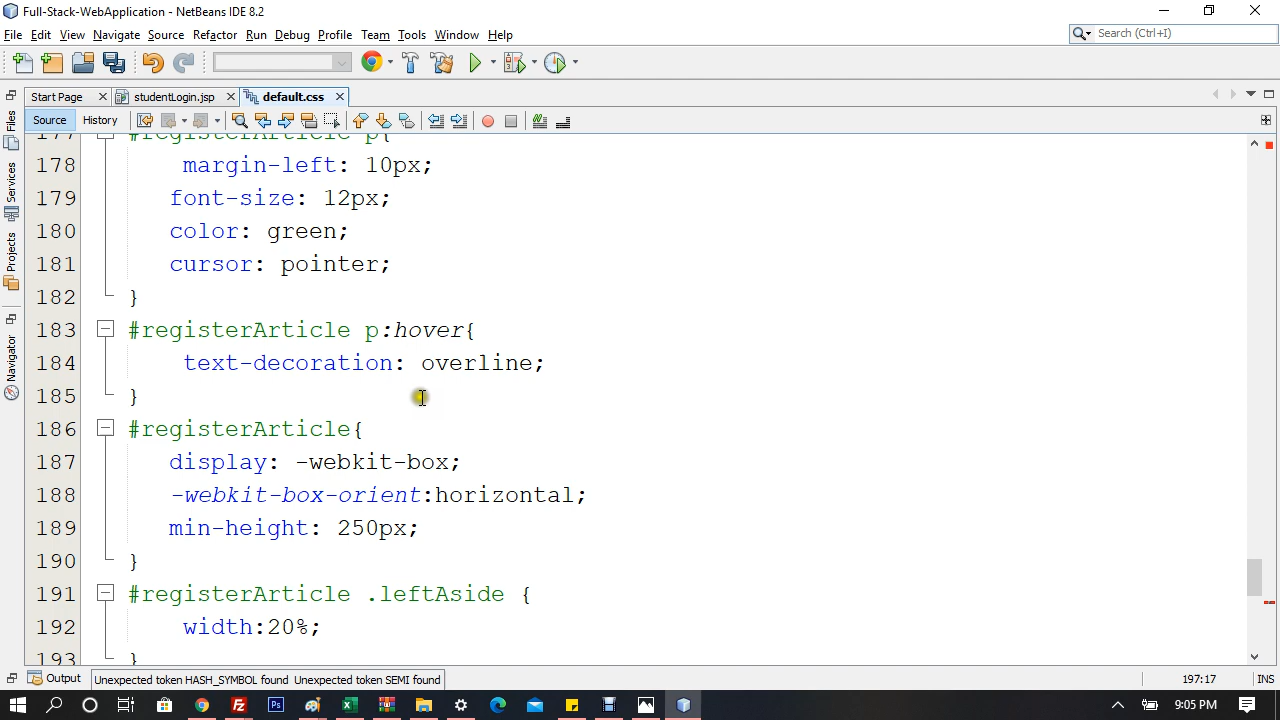 Full-Stack-WebApplication - NetBeans IDE 8.2
File Edit View Navigate Source Refactor Run Debug Profile Team Tools Window Help
Search (Ctrl+I)
Start Page studentLogin.jsp default.css
Source History
Files
Services
Projects
Navigator
177 #registerArticle p{
178 margin-left: 10px;
179 font-size: 12px;
180 color: green;
181 cursor: pointer;
182 }
183 #registerArticle p:hover{
184 text-decoration: overline;
185 }
186 #registerArticle{
187 display: -webkit-box;
188 -webkit-box-orient:horizontal;
189 min-height: 250px;
190 }
191 #registerArticle .leftAside {
192 width:20%;
193 }
Output Unexpected token HASH_SYMBOL found Unexpected token SEMI found 197:17 INS
9:05 PM